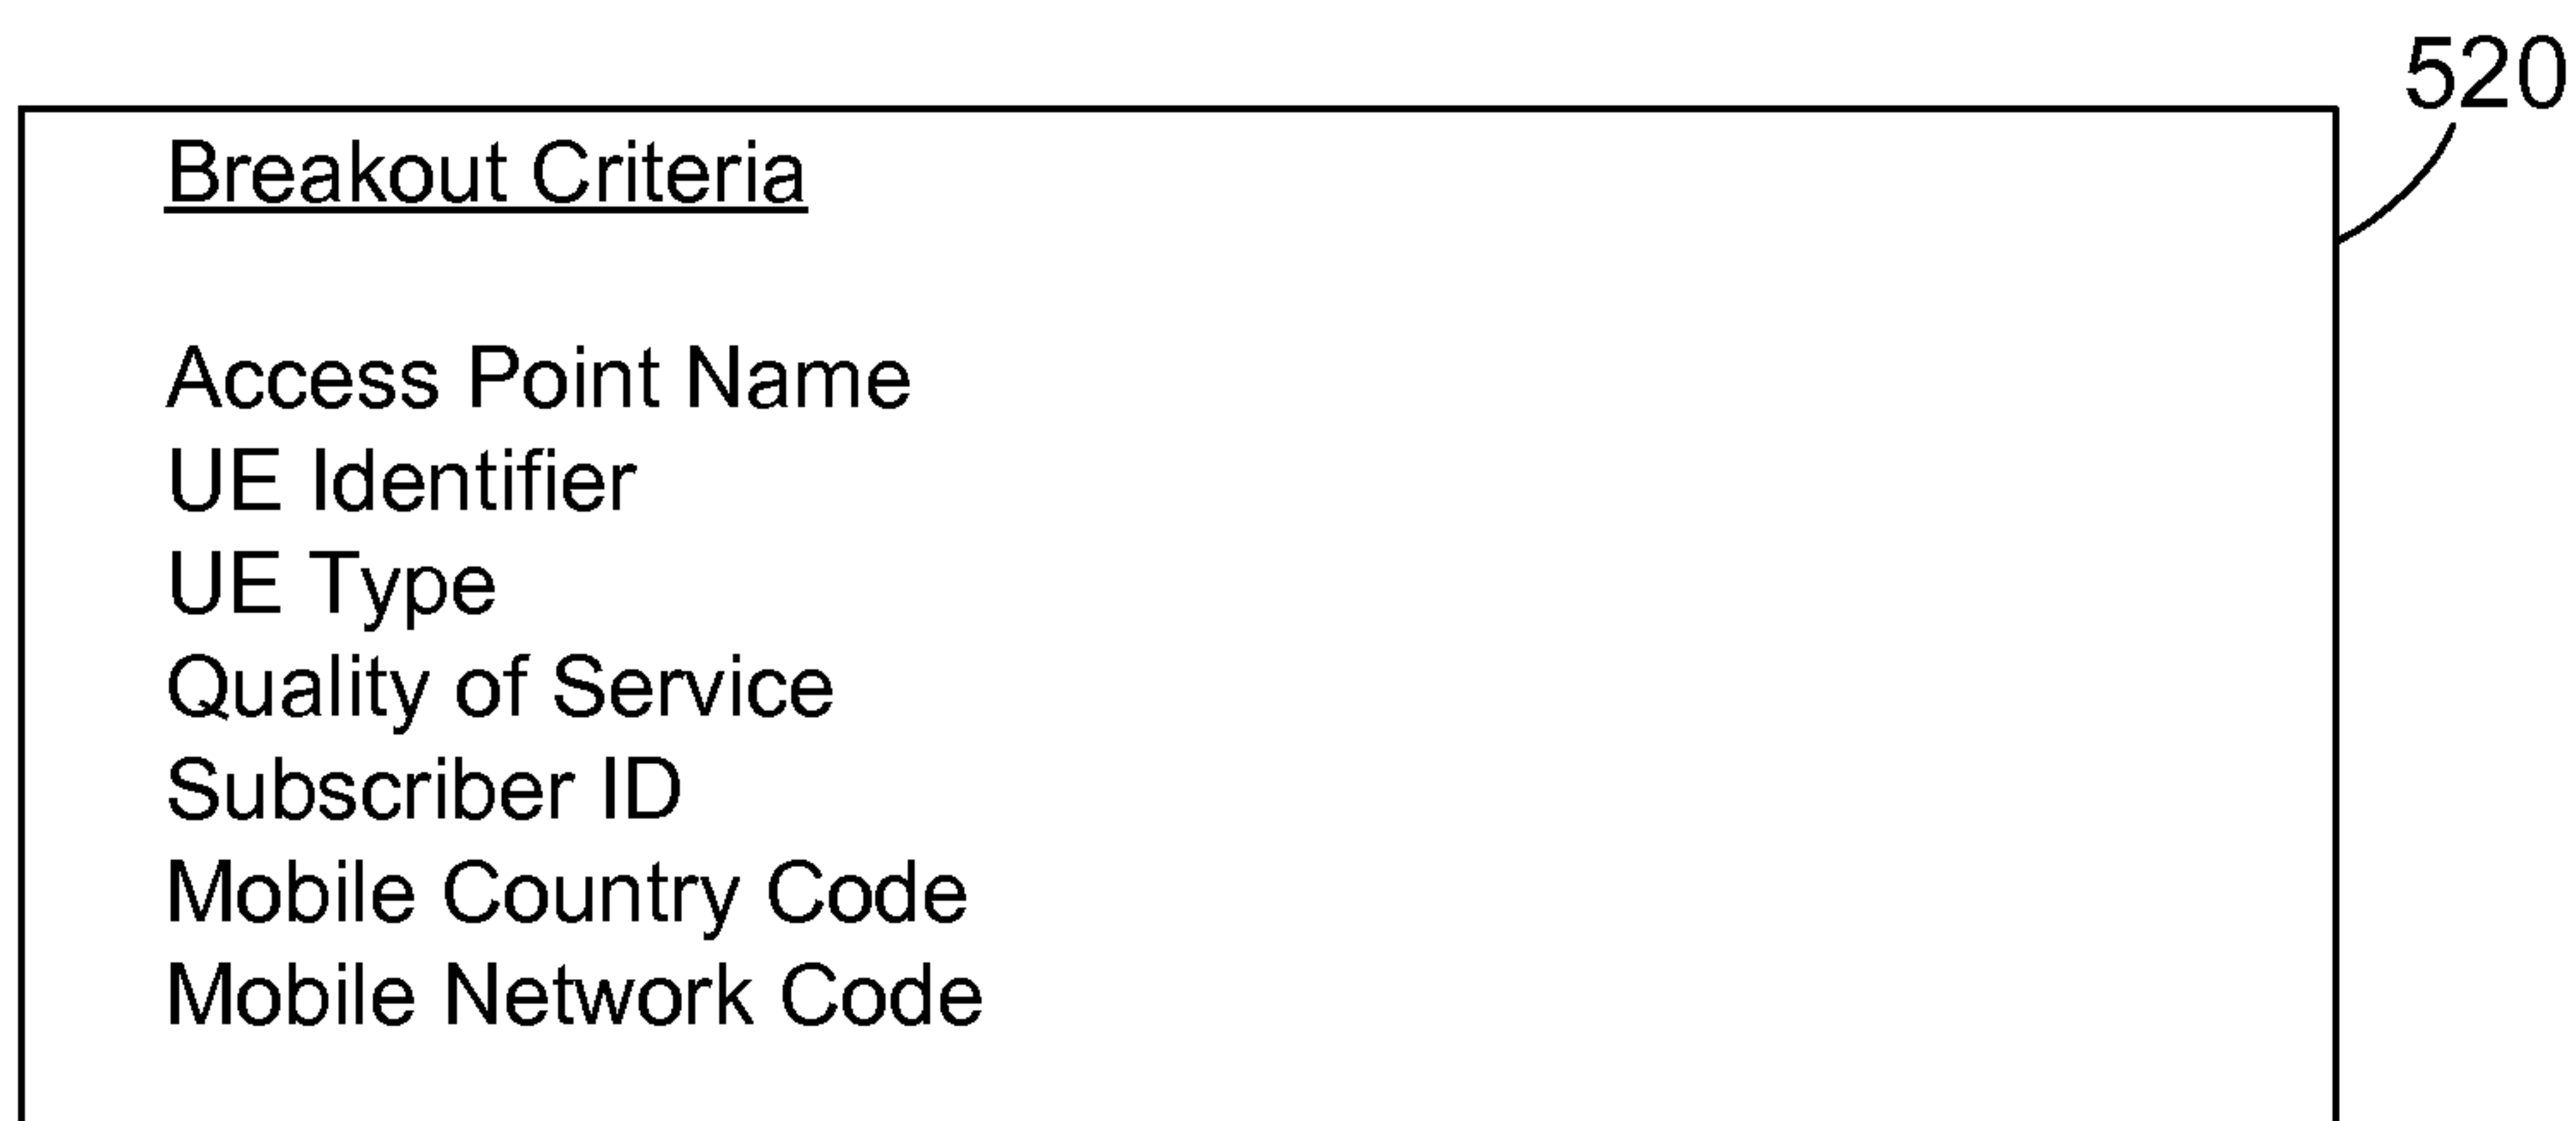 520
Breakout Criteria
Access Point Name
UE Identifier
UE Type
Quality of Service
Subscriber ID
Mobile Country Code
Mobile Network Code